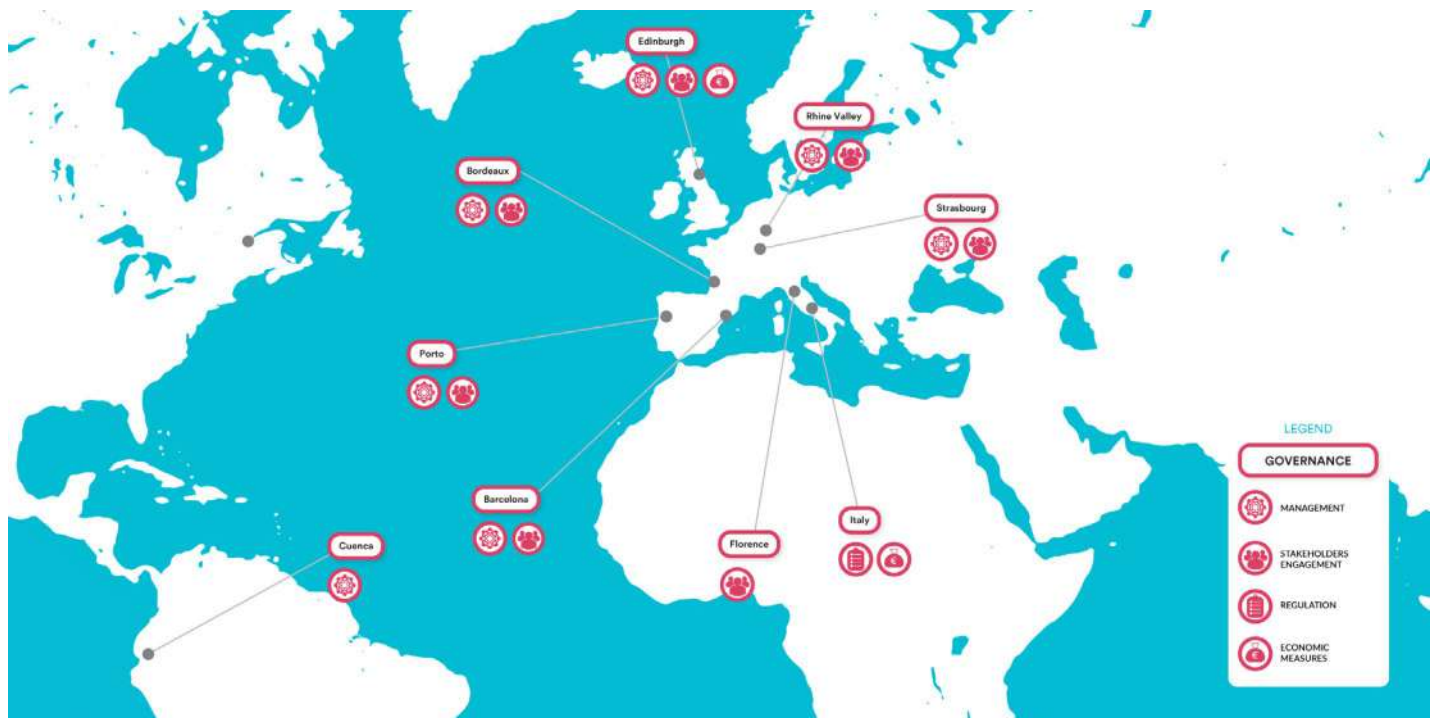 Edinburgh
Rhine Valley
Bordeaux
Strasbourg
Porto
Barcelona
Cuenca
Florence
Italy
LEGEND
GOVERNANCE
MANAGEMENT
STAKEHOLDERS
ENGAGEMENT
REGULATION
ECONOMIC
MEASURES